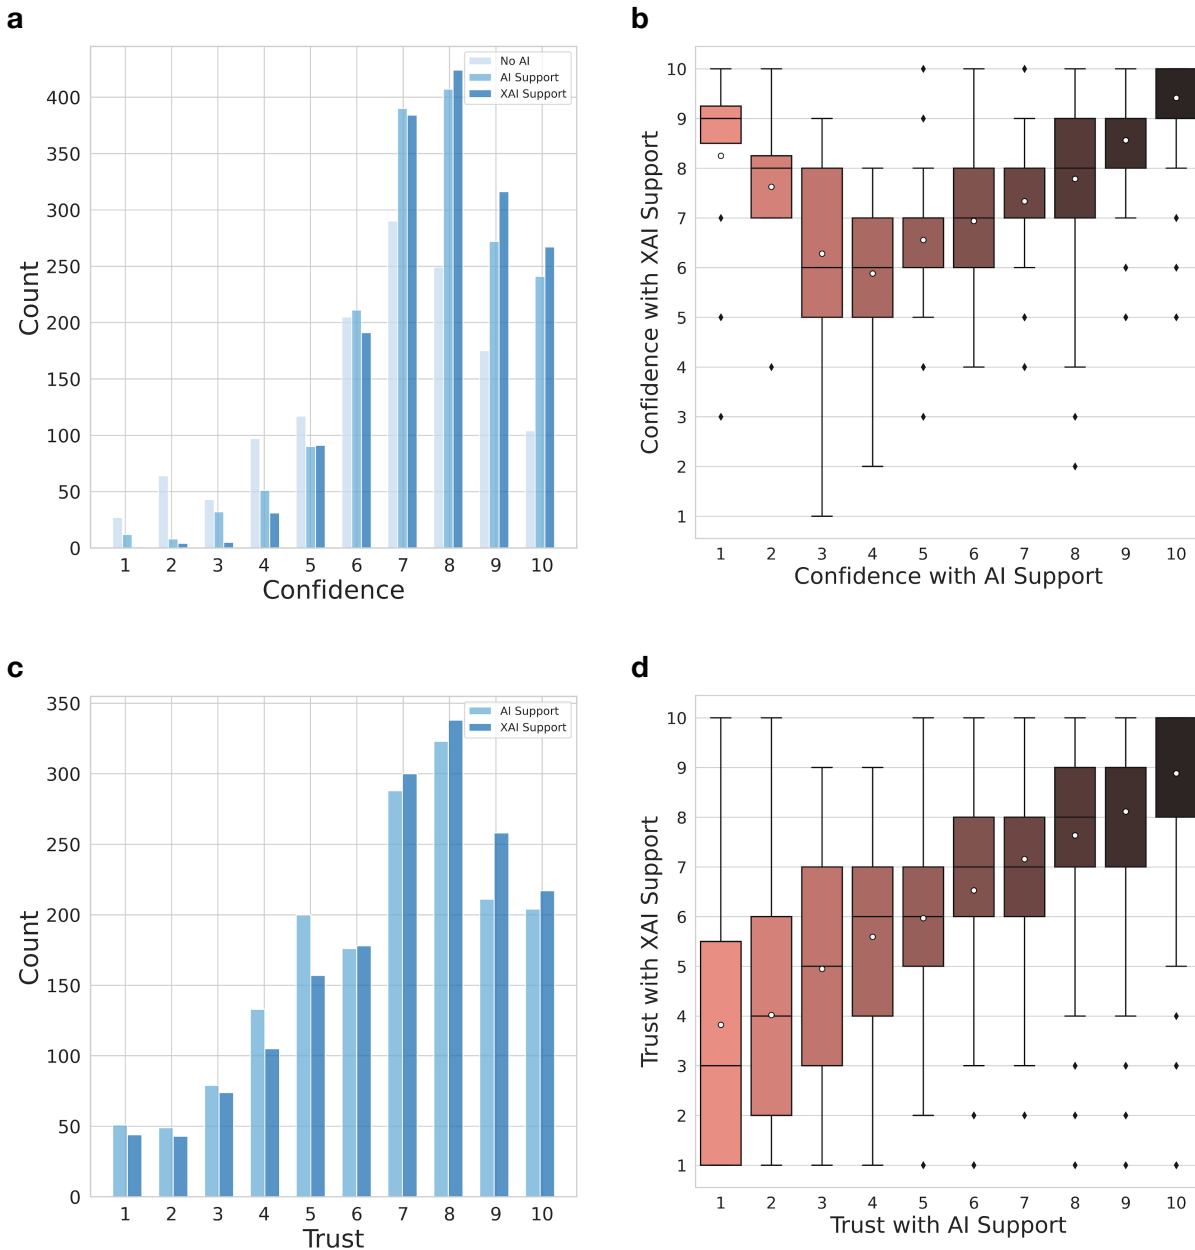 a
No AI
AI Support
XAI Support
400
350
300
250
200
150
100
50
0
Count
1 2 3 4 5 6 7 8 9 10
Confidence
b
10
9
8
7
6
5
4
3
2
1
Confidence with XAI Support
1 2 3 4 5 6 7 8 9 10
Confidence with AI Support
c
AI Support
XAI Support
350
300
250
200
150
100
50
0
Count
1 2 3 4 5 6 7 8 9 10
Trust
d
10
9
8
7
6
5
4
3
2
1
Trust with XAI Support
1 2 3 4 5 6 7 8 9 10
Trust with AI Support